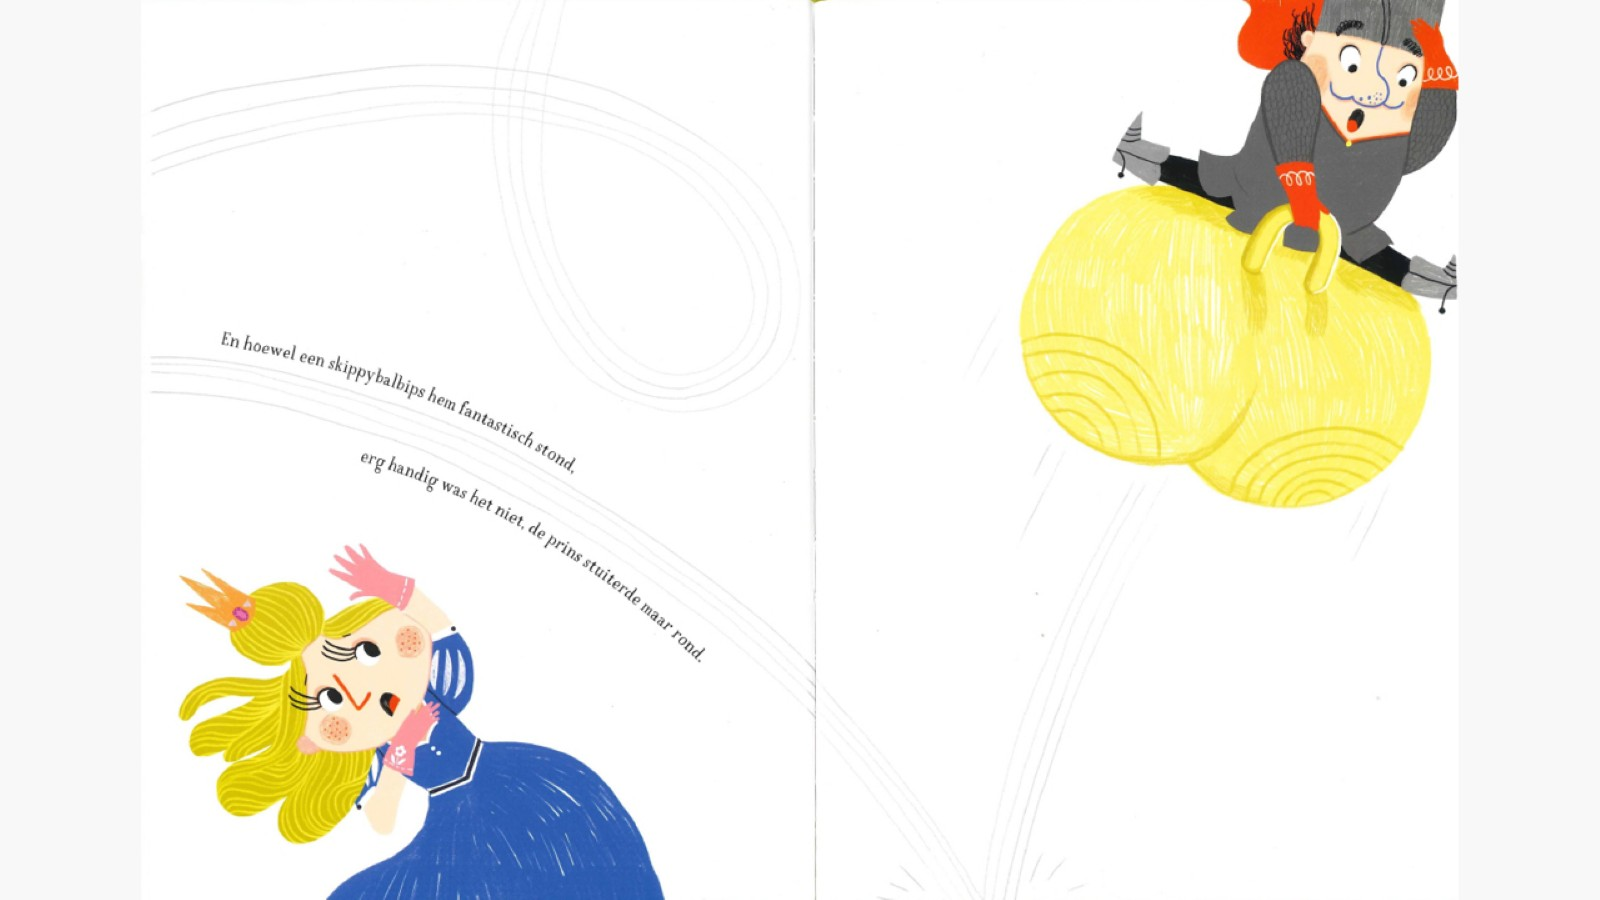 En hoewel een skippybalbips hem fantastisch stond,
erg handig was het niet, de prins stuiterde maar rond.